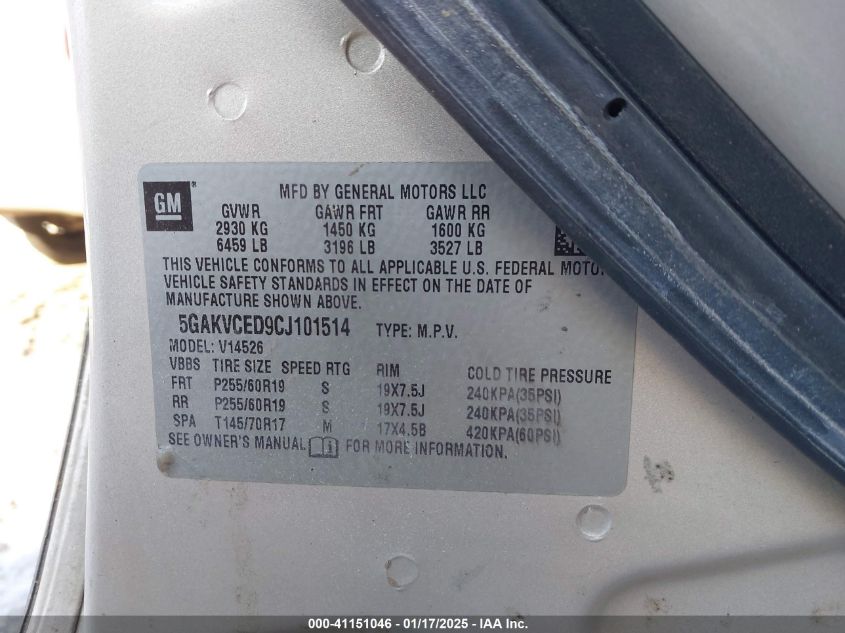 GM
MFD BY GENERAL MOTORS LLC
GVWR GAWR FRT GAWR RR
2930 KG 1450 KG 1600 KG
6459 LB 3196 LB 3527 LB
THIS VEHICLE CONFORMS TO ALL APPLICABLE U.S. FEDERAL MOTOR
VEHICLE SAFETY STANDARDS IN EFFECT ON THE DATE OF
MANUFACTURE SHOWN ABOVE.
5GAKVCED9CJ101514 TYPE: M.P.V.
MODEL: V14526
VBBS TIRE SIZE SPEED RTG RIM COLD TIRE PRESSURE
FRT P255/60R19 S 19X7.5J 240KPA(35PSI)
RR P255/60R19 S 19X7.5J 240KPA(35PSI)
SPA T145/70R17 M 17X4.5B 420KPA(60PSI)
SEE OWNER'S MANUAL FOR MORE INFORMATION.
000-41151046 - 01/17/2025 - IAA Inc.